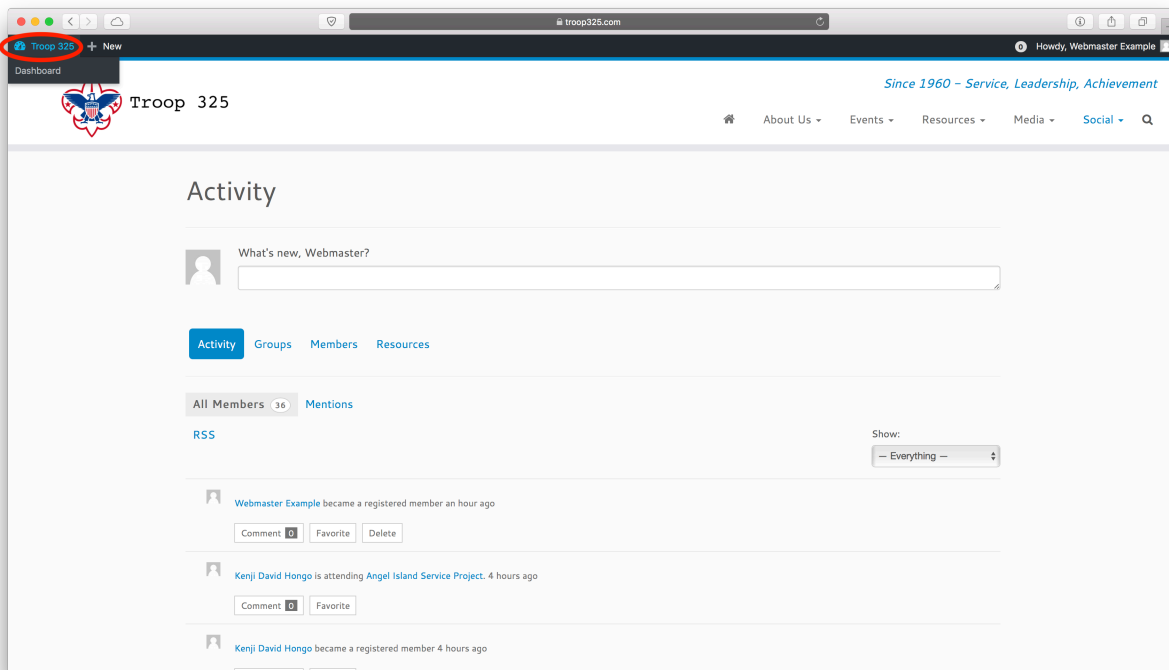 troop325.com
Troop 325 + New
0 Howdy, Webmaster Example
Dashboard
Since 1960 – Service, Leadership, Achievement
Troop 325
About Us Events Resources Media Social
Activity
What's new, Webmaster?
Activity Groups Members Resources
All Members 36 Mentions
RSS
Show:
— Everything —
Webmaster Example became a registered member an hour ago
Comment 0 Favorite Delete
Kenji David Hongo is attending Angel Island Service Project. 4 hours ago
Comment 0 Favorite
Kenji David Hongo became a registered member 4 hours ago